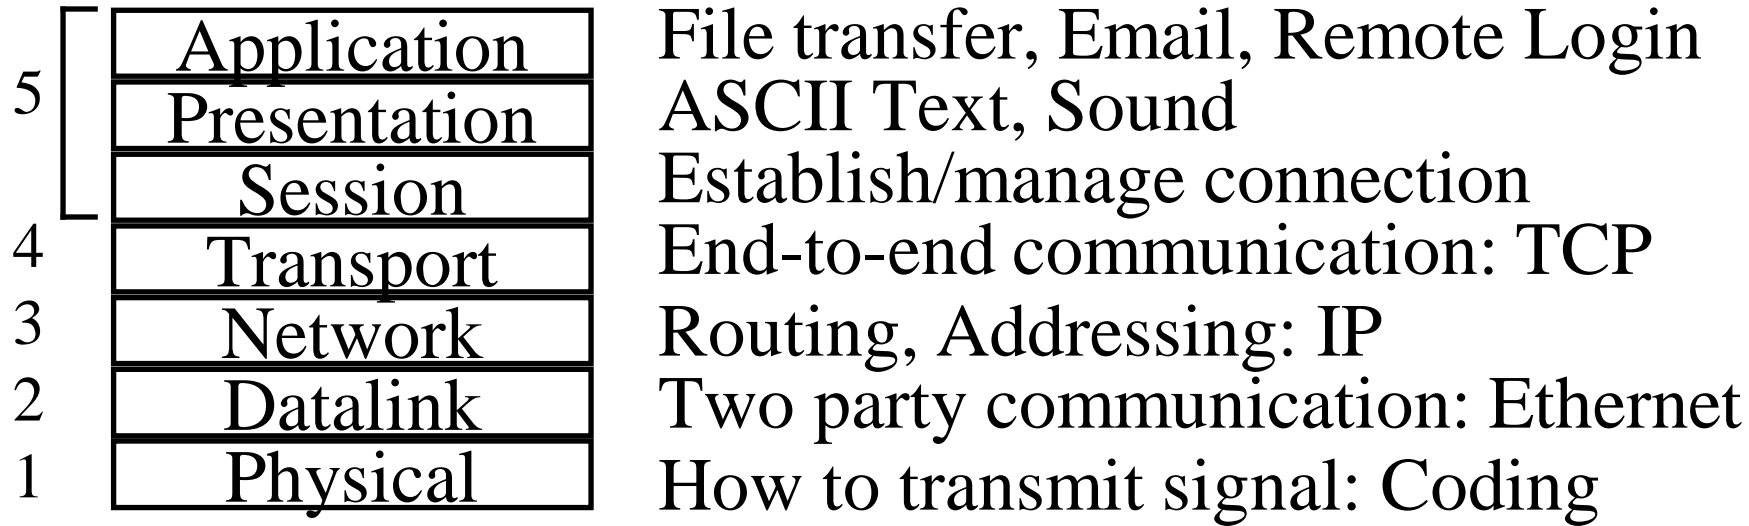 Application File transfer, Email, Remote Login
5
Presentation ASCII Text, Sound
Session Establish/manage connection
4 Transport End-to-end communication: TCP
3 Network Routing, Addressing: IP
2 Datalink Two party communication: Ethernet
1 Physical How to transmit signal: Coding